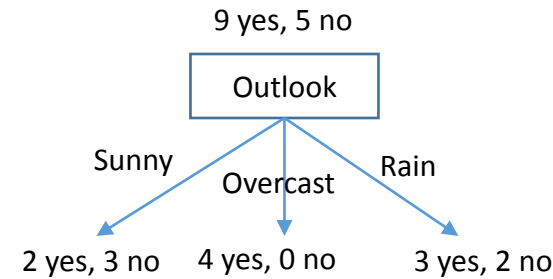 9 yes, 5 no
Outlook
Sunny
Overcast
Rain
2 yes, 3 no
4 yes, 0 no
3 yes, 2 no